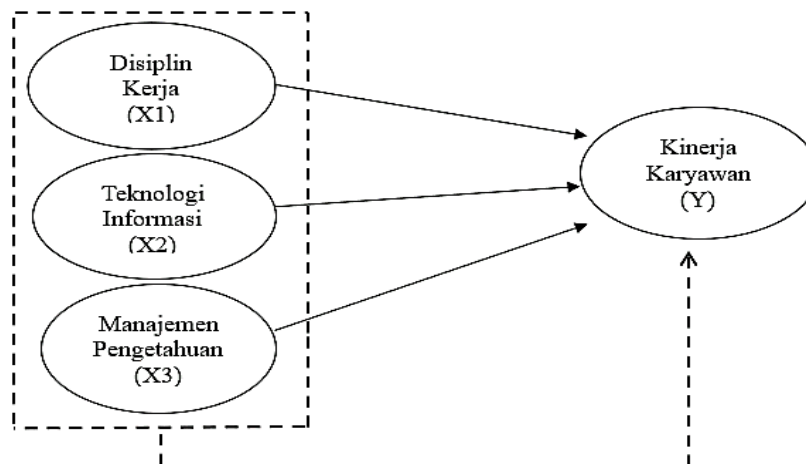 Disiplin
Kerja
(X1)
Teknologi
Informasi
(X2)
Manajemen
Pengetahuan
(X3)
Kinerja
Karyawan
(Y)